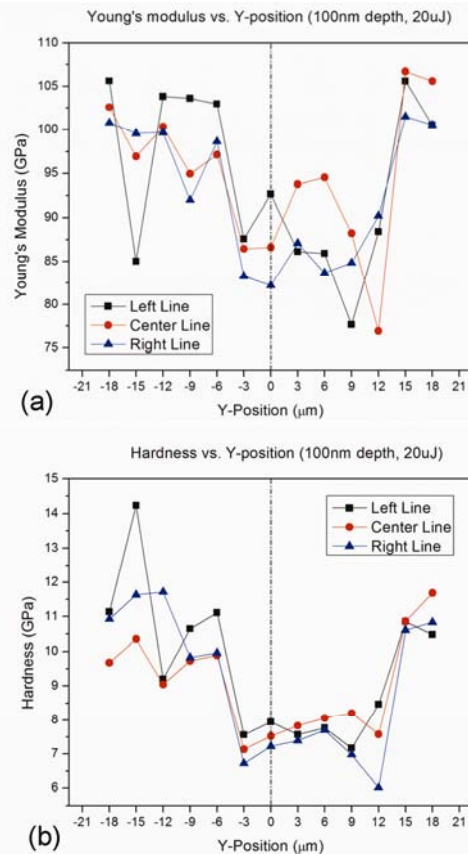 Young's modulus vs. Y-position (100nm depth, 20uJ)
110
105
100
95
90
85
80
75
Young's Modulus (GPa)
Left Line
Center Line
Right Line
-21 -18 -15 -12 -9 -6 -3 0 3 6 9 12 15 18 21
(a)
Y-Position (μm)
Hardness vs. Y-position (100nm depth, 20uJ)
15
14
13
12
11
10
9
8
7
6
Hardness (GPa)
Left Line
Center Line
Right Line
-21 -18 -15 -12 -9 -6 -3 0 3 6 9 12 15 18 21
(b)
Y-Position (μm)